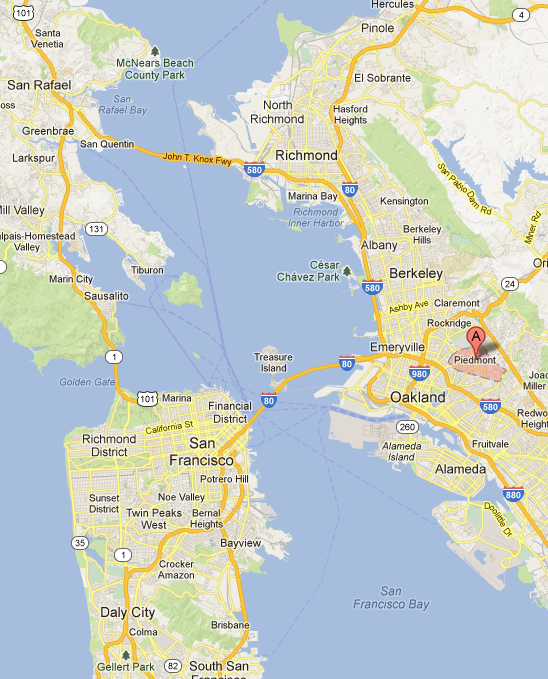 101
Hercules
4
Santa
Venetia
Pinole
McNears Beach
County Park
San Rafael
El Sobrante
oss
San
Rafael Bay
North
Richmond
Hasford
Heights
Greenbrae
San Quentin
Larkspur
John T. Knox Fwy
580
Richmond
San Pablo Dam Rd
80
Marina Bay
Kensington
Mill Valley
Richmond
Inner Harbor
131
alpais-Homestead
Valley
Albany
Berkeley
Hills
Miner Rd
Tiburon
César
Chávez Park
Berkeley
Ori
Marin City
Sausalito
580
24
Ashby Ave
Claremont
Rockridge
A
1
Treasure
Island
Emeryville
Piedmont
80
Golden Gate
980
Joaq
Miller
101
Marina
80
Oakland
Financial
District
580
Redwo
Height
California St
260
Richmond
District
San
Francisco
Alameda
Island
Fruitvale
Alameda
Potrero Hill
Sunset
District
Noe Valley
880
Twin Peaks
West
Bernal
Heights
Doolittle Dr
35
1
Bayview
Crocker
Amazon
San
Francisco Bay
Daly City
Brisbane
Colma
Gellert Park
82
South San
Francisco